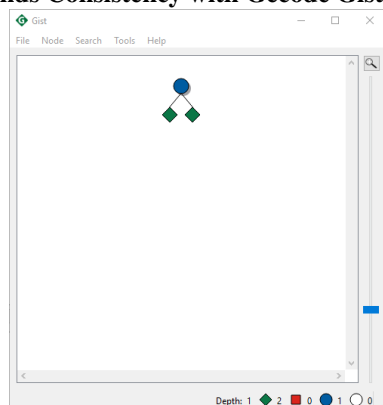 nds Consistency with Gecode Gist
Gist
File Node Search Tools Help
Depth: 1 2 0 1 0